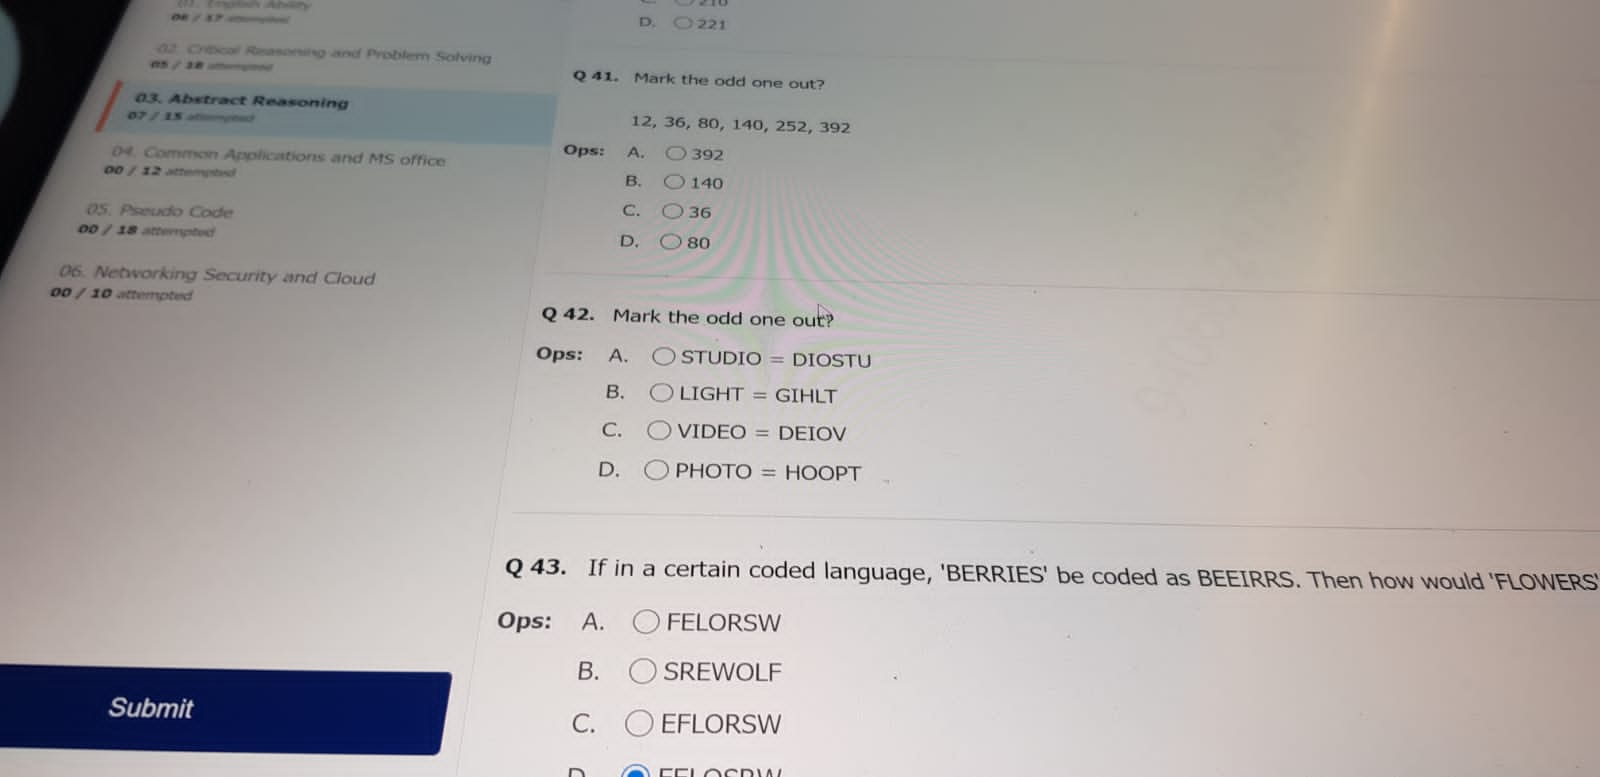 01. English Ability
06 / 17 attempted
02. Critical Reasoning and Problem Solving
05 / 18 attempted
03. Abstract Reasoning
07 / 15 attempted
04. Common Applications and MS office
00 / 12 attempted
05. Pseudo Code
00 / 18 attempted
06. Networking Security and Cloud
00 / 10 attempted
Submit
210
D. 221
Q 41. Mark the odd one out?
12, 36, 80, 140, 252, 392
Ops: A. 392
B. 140
C. 36
D. 80
Q 42. Mark the odd one out?
Ops: A. STUDIO = DIOSTU
B. LIGHT = GIHLT
C. VIDEO = DEIOV
D. PHOTO = HOOPT
Q 43. If in a certain coded language, 'BERRIES' be coded as BEEIRRS. Then how would 'FLOWERS'
Ops: A. FELORSW
B. SREWOLF
C. EFLORSW
D.